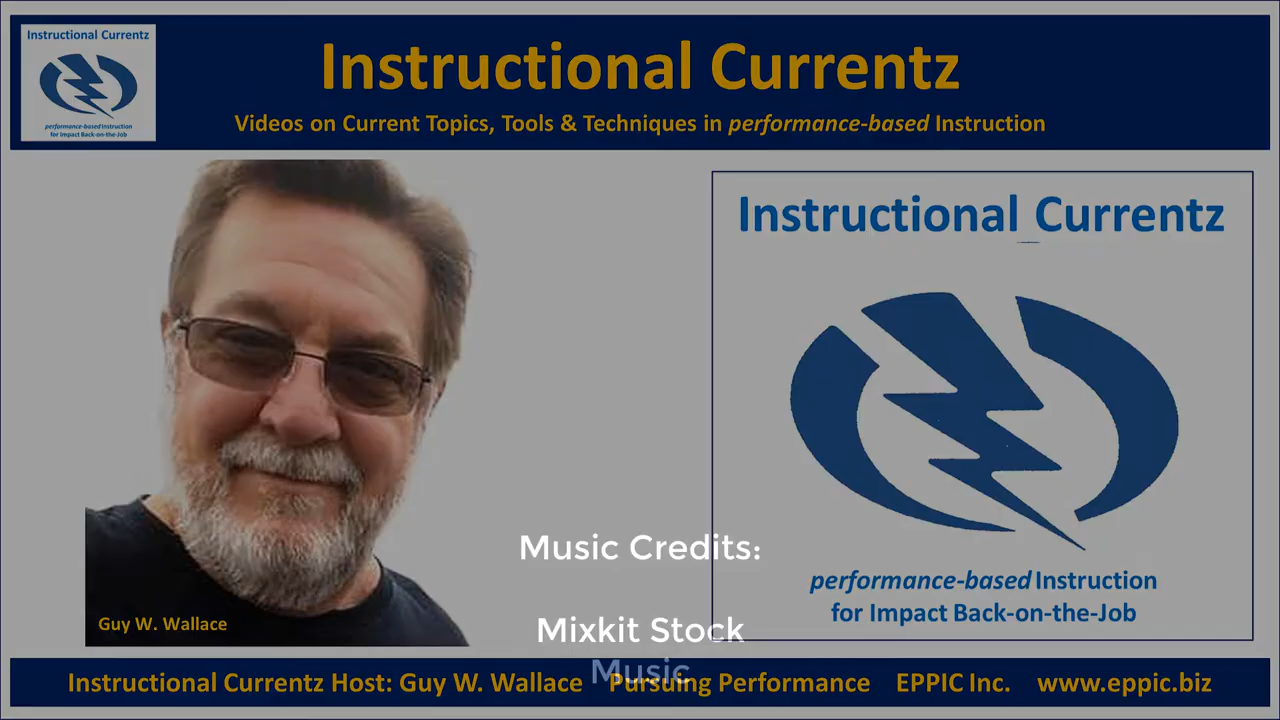 Instructional Currentz
performance-based Instruction
for Impact Back-on-the-Job
Instructional Currentz
Videos on Current Topics, Tools & Techniques in performance-based Instruction
Instructional Currentz
performance-based Instruction
for Impact Back-on-the-Job
Guy W. Wallace
Music Credits:
Mixkit Stock
Music
Instructional Currentz Host: Guy W. Wallace Pursuing Performance EPPIC Inc. www.eppic.biz